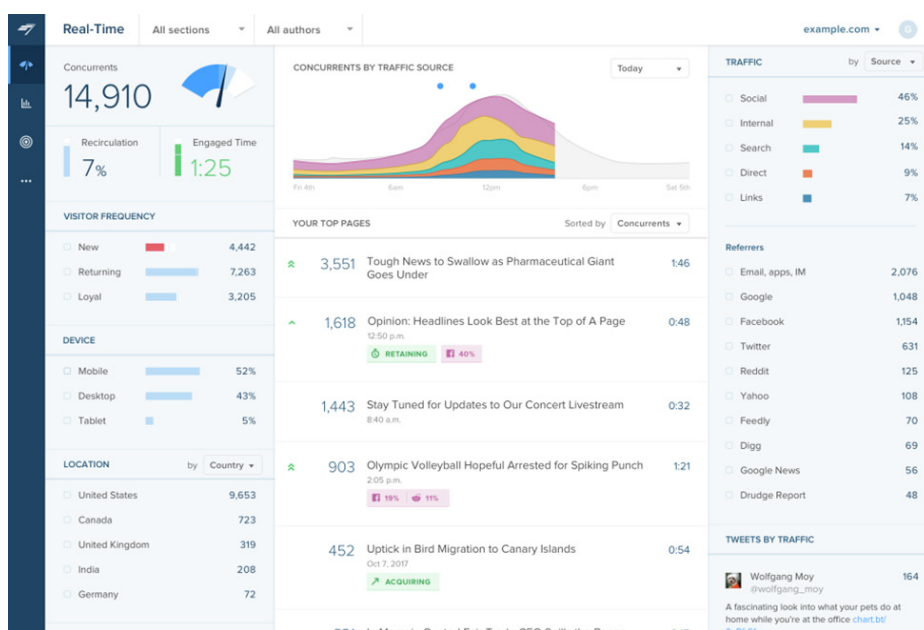 Real-Time
All sections
All authors
example.com
G
Concurrents
14,910
Recirculation
7%
Engaged Time
1:25
VISITOR FREQUENCY
New 4,442
Returning 7,263
Loyal 3,205
DEVICE
Mobile 52%
Desktop 43%
Tablet 5%
LOCATION by Country
United States 9,653
Canada 723
United Kingdom 319
India 208
Germany 72
CONCURRENTS BY TRAFFIC SOURCE Today
Fri 4th 6am 12pm 6pm Sat 5th
YOUR TOP PAGES Sorted by Concurrents
3,551 Tough News to Swallow as Pharmaceutical Giant 1:46
Goes Under
1,618 Opinion: Headlines Look Best at the Top of A Page 0:48
12:50 p.m.
RETAINING 40%
1,443 Stay Tuned for Updates to Our Concert Livestream 0:32
8:40 a.m.
903 Olympic Volleyball Hopeful Arrested for Spiking Punch 1:21
2:05 p.m.
19% 11%
452 Uptick in Bird Migration to Canary Islands 0:54
Oct 7, 2017
ACQUIRING
TRAFFIC by Source
Social 46%
Internal 25%
Search 14%
Direct 9%
Links 7%
Referrers
Email, apps, IM 2,076
Google 1,048
Facebook 1,154
Twitter 631
Reddit 125
Yahoo 108
Feedly 70
Digg 69
Google News 56
Drudge Report 48
TWEETS BY TRAFFIC
Wolfgang Moy 164
@wolfgang_moy
A fascinating look into what your pets do at
home while you're at the office chart.bt/